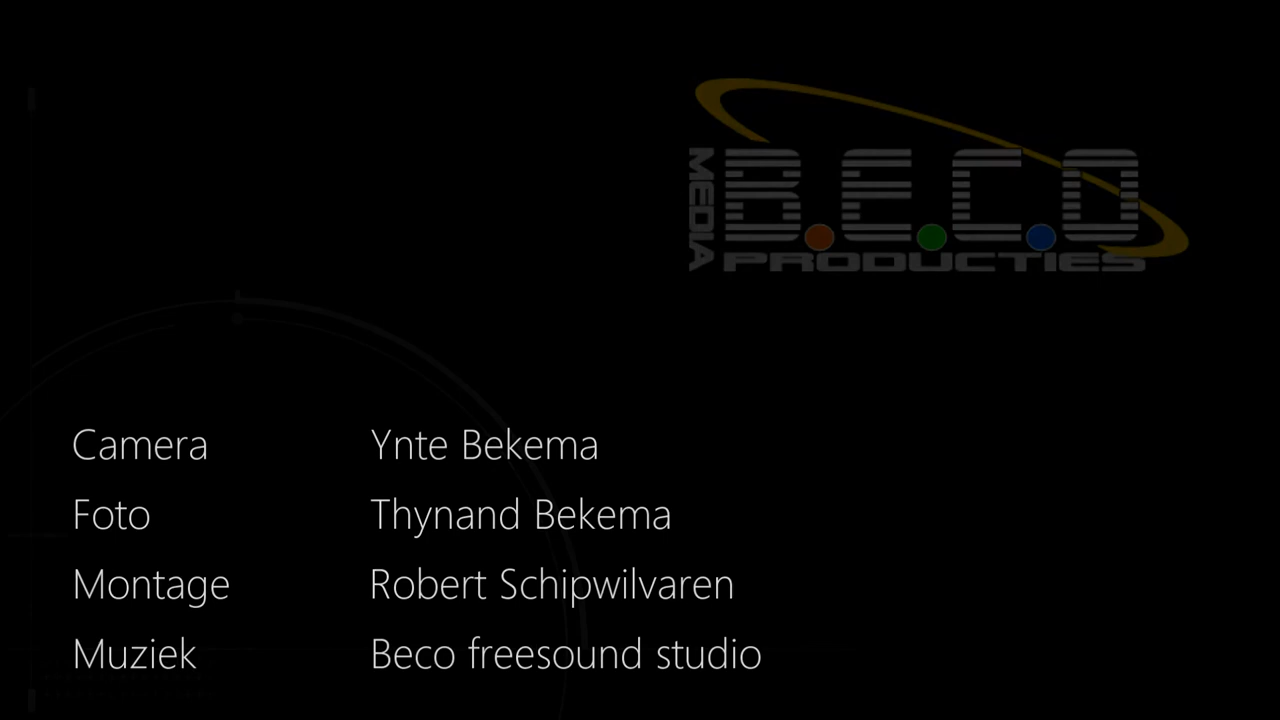 MEDIA
B.E.C.O
PRODUCTIES
Camera Ynte Bekema
Foto Thynand Bekema
Montage Robert Schipwilvaren
Muziek Beco freesound studio